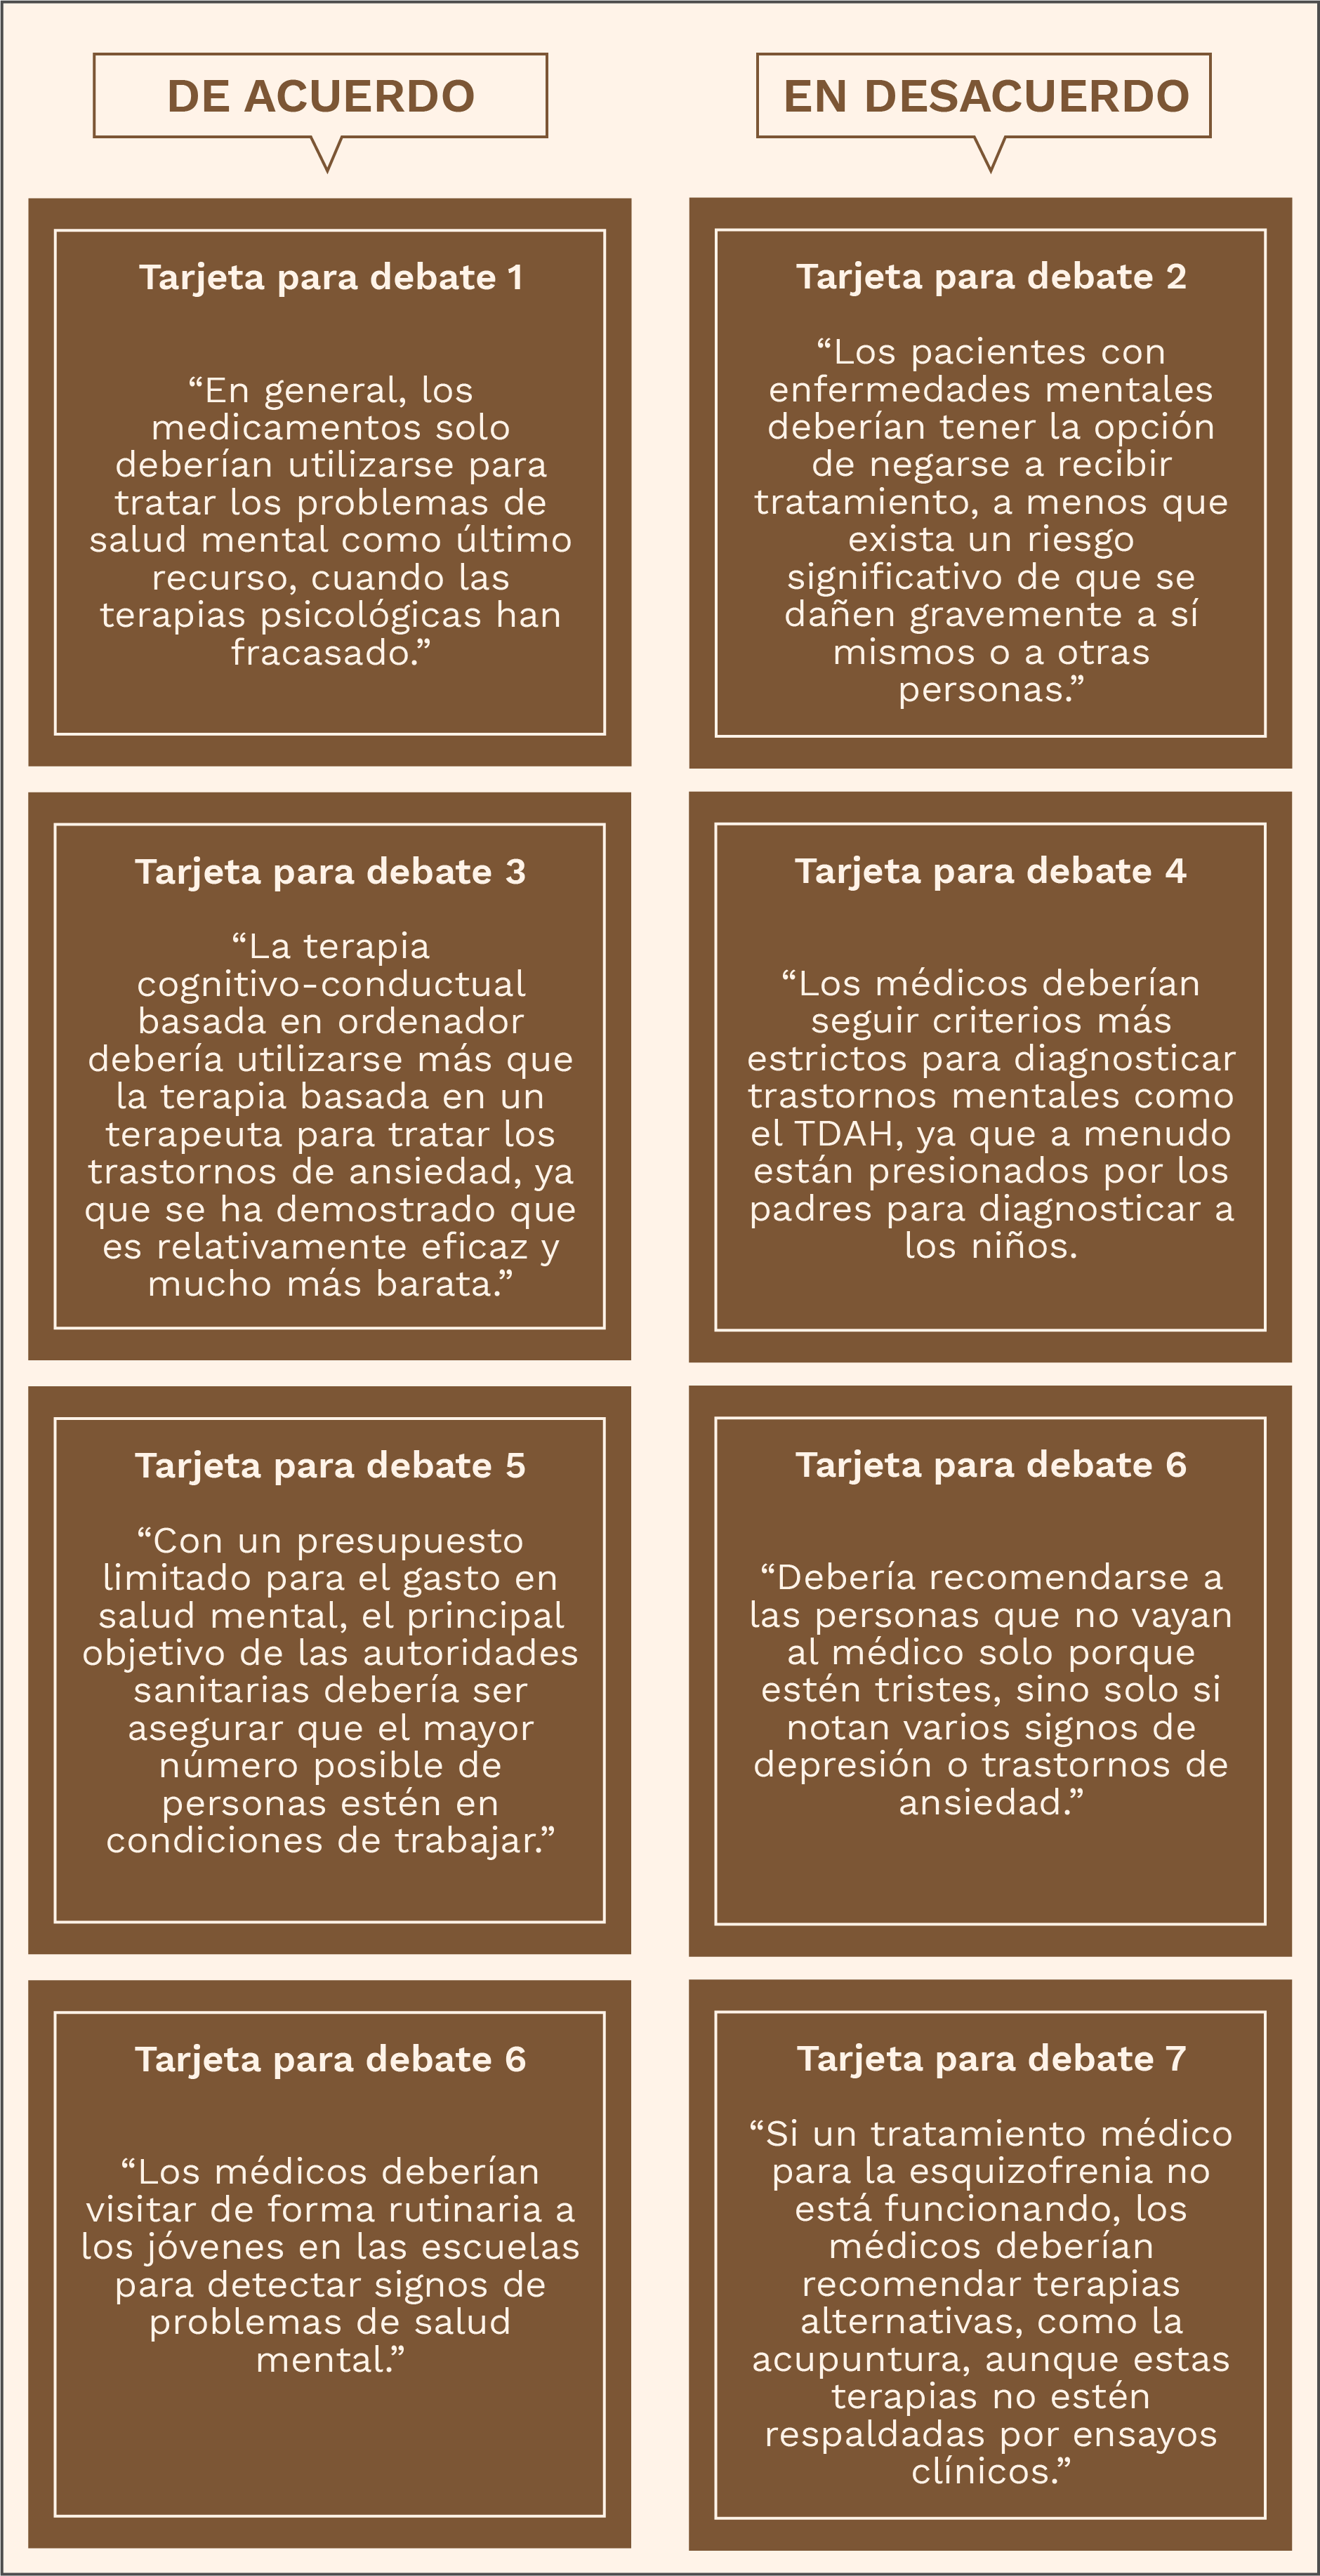 DE ACUERDO
EN DESACUERDO
Tarjeta para debate 1
“En general, los
medicamentos solo
deberían utilizarse para
tratar los problemas de
salud mental como último
recurso, cuando las
terapias psicológicas han
fracasado.”
Tarjeta para debate 2
“Los pacientes con
enfermedades mentales
deberían tener la opción
de negarse a recibir
tratamiento, a menos que
exista un riesgo
significativo de que se
dañen gravemente a sí
mismos o a otras
personas.”
Tarjeta para debate 3
“La terapia
cognitivo-conductual
basada en ordenador
debería utilizarse más que
la terapia basada en un
terapeuta para tratar los
trastornos de ansiedad, ya
que se ha demostrado que
es relativamente eficaz y
mucho más barata.”
Tarjeta para debate 4
“Los médicos deberían
seguir criterios más
estrictos para diagnosticar
trastornos mentales como
el TDAH, ya que a menudo
están presionados por los
padres para diagnosticar a
los niños.
Tarjeta para debate 5
“Con un presupuesto
limitado para el gasto en
salud mental, el principal
objetivo de las autoridades
sanitarias debería ser
asegurar que el mayor
número posible de
personas estén en
condiciones de trabajar.”
Tarjeta para debate 6
“Debería recomendarse a
las personas que no vayan
al médico solo porque
estén tristes, sino solo si
notan varios signos de
depresión o trastornos de
ansiedad.”
Tarjeta para debate 6
“Los médicos deberían
visitar de forma rutinaria a
los jóvenes en las escuelas
para detectar signos de
problemas de salud
mental.”
Tarjeta para debate 7
“Si un tratamiento médico
para la esquizofrenia no
está funcionando, los
médicos deberían
recomendar terapias
alternativas, como la
acupuntura, aunque estas
terapias no estén
respaldadas por ensayos
clínicos.”